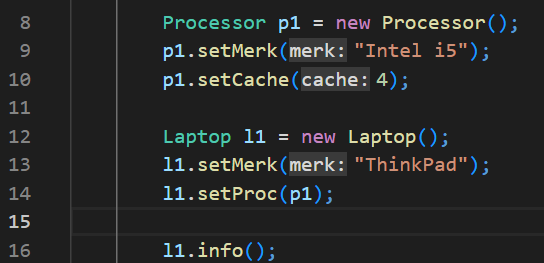 8 Processor p1 = new Processor();
9 p1.setMerk(merk: "Intel i5");
10 p1.setCache(cache: 4);
11
12 Laptop l1 = new Laptop();
13 l1.setMerk(merk: "ThinkPad");
14 l1.setProc(p1);
15
16 l1.info();